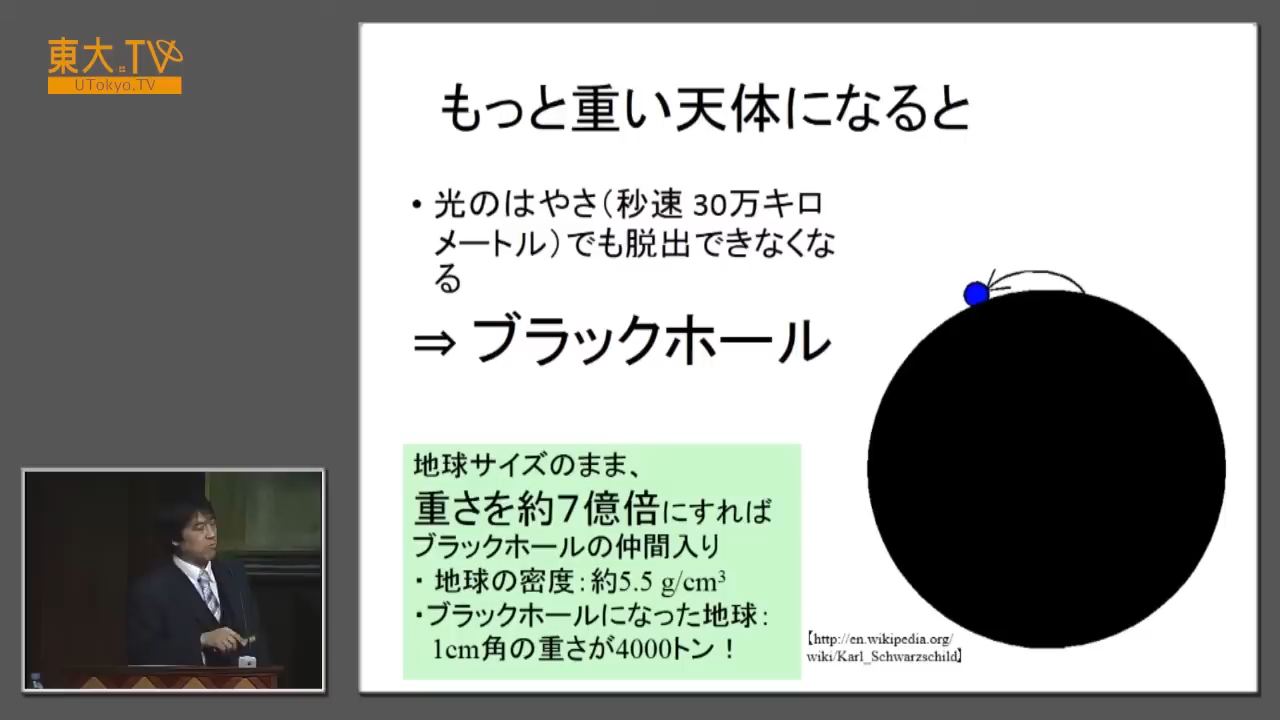 東大.TV
UTokyo.TV
もっと重い天体になると
• 光のはやさ（秒速 30万キロ
メートル）でも脱出できなくな
る
⇒ ブラックホール
地球サイズのまま、
重さを約７億倍にすれば
ブラックホールの仲間入り
・ 地球の密度：約5.5 g/cm³
・ブラックホールになった地球：
1cm角の重さが4000トン！
【http://en.wikipedia.org/
wiki/Karl_Schwarzschild】